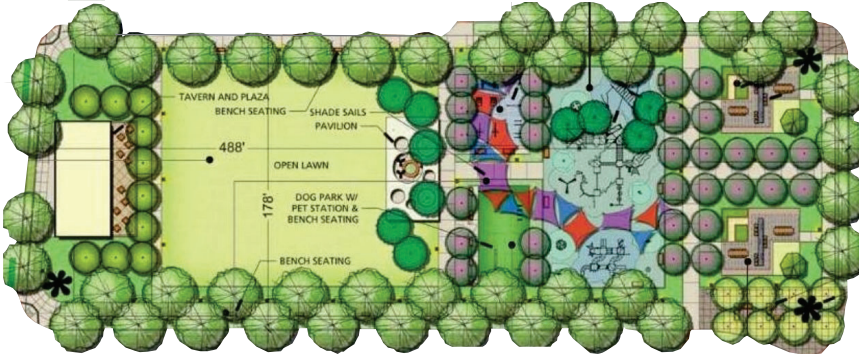 TAVERN AND PLAZA
BENCH SEATING
SHADE SAILS
PAVILION
488'
OPEN LAWN
178'
DOG PARK W/
PET STATION &
BENCH SEATING
BENCH SEATING